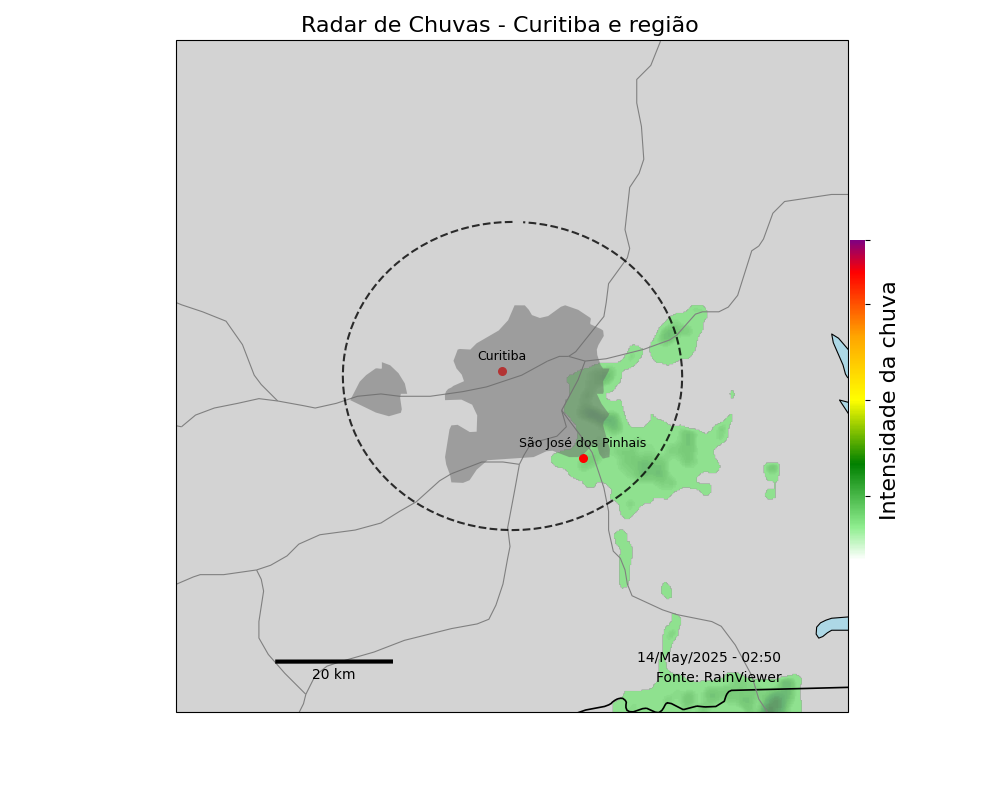 Radar de Chuvas - Curitiba e região
Curitiba
São José dos Pinhais
Intensidade da chuva
14/May/2025 - 02:50
Fonte: RainViewer
20 km